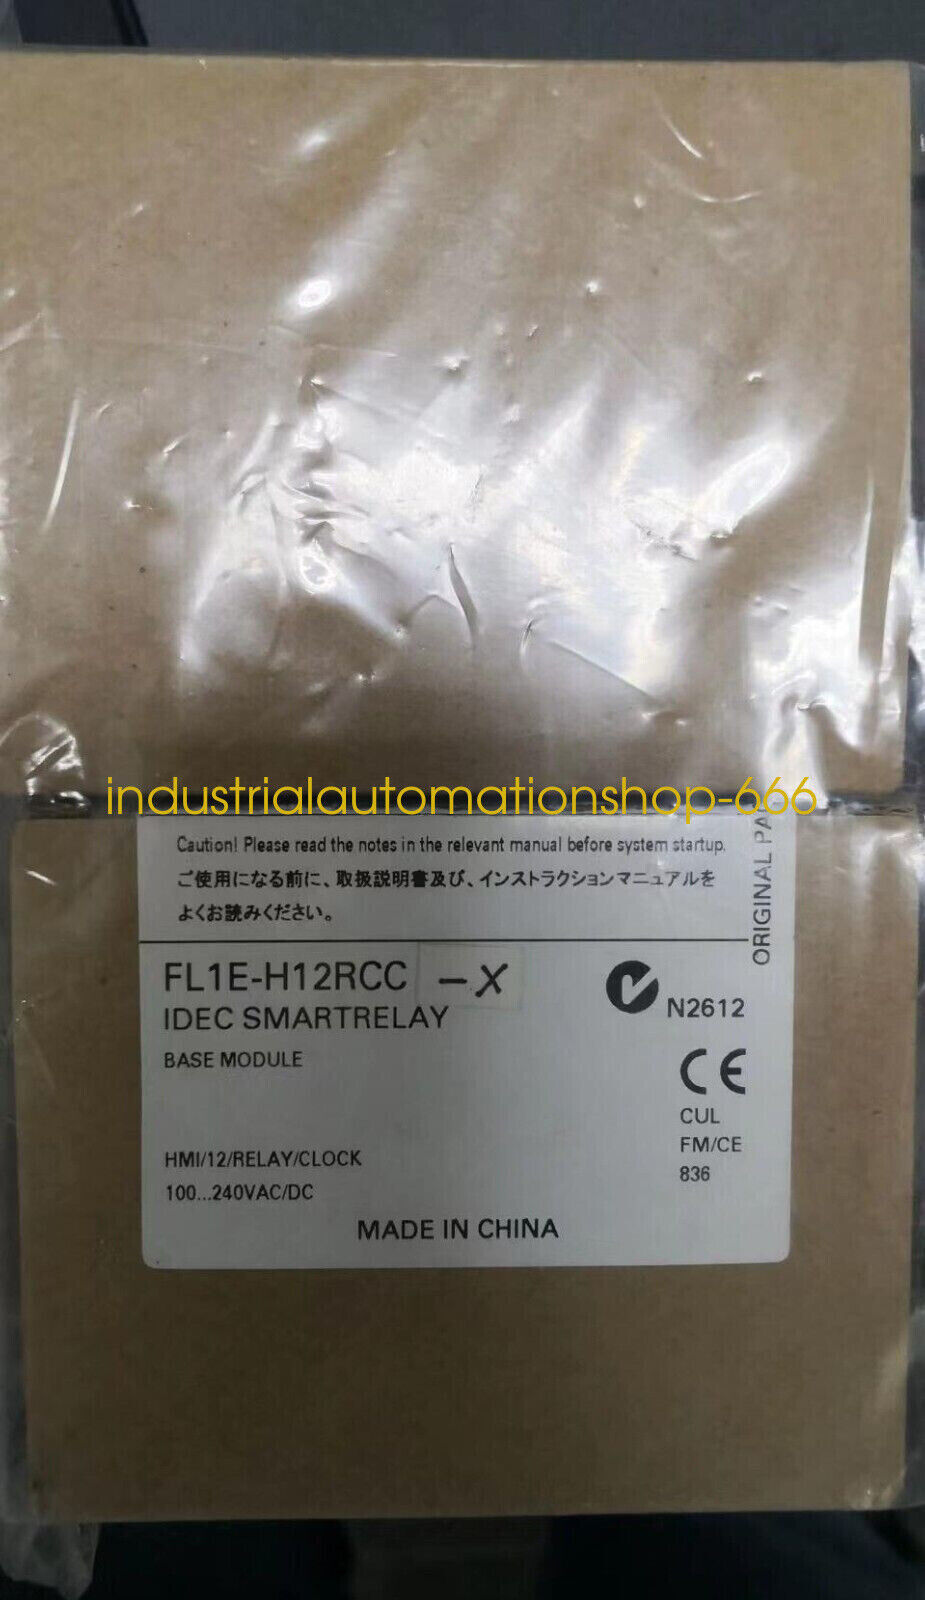 industrialautomationshop-666
Caution! Please read the notes in the relevant manual before system startup.
ご使用になる前に、取扱説明書及び、インストラクションマニュアルを
よくお読みください。
ORIGINAL PA
FL1E-H12RCC -X
IDEC SMARTRELAY
BASE MODULE
N2612
CE
CUL
FM/CE
836
HMI/12/RELAY/CLOCK
100...240VAC/DC
MADE IN CHINA